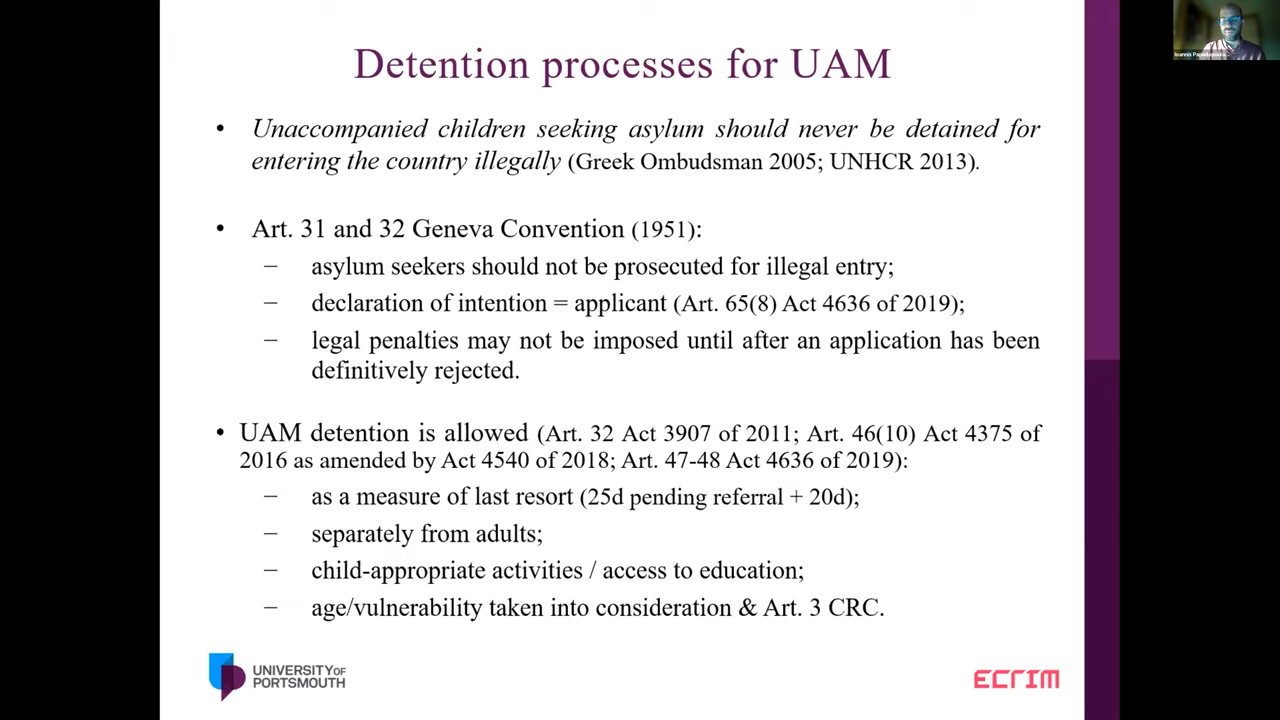 Detention processes for UAM
• Unaccompanied children seeking asylum should never be detained for
entering the country illegally (Greek Ombudsman 2005; UNHCR 2013).
• Art. 31 and 32 Geneva Convention (1951):
– asylum seekers should not be prosecuted for illegal entry;
– declaration of intention = applicant (Art. 65(8) Act 4636 of 2019);
– legal penalties may not be imposed until after an application has been
definitively rejected.
• UAM detention is allowed (Art. 32 Act 3907 of 2011; Art. 46(10) Act 4375 of
2016 as amended by Act 4540 of 2018; Art. 47-48 Act 4636 of 2019):
– as a measure of last resort (25d pending referral + 20d);
– separately from adults;
– child-appropriate activities / access to education;
– age/vulnerability taken into consideration & Art. 3 CRC.
UNIVERSITY OF
PORTSMOUTH
ECRIM
Ioannis